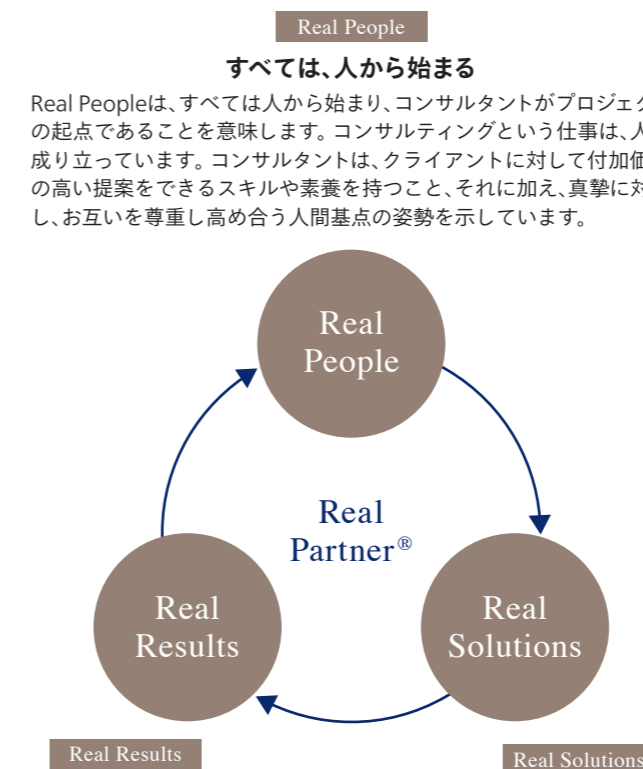 Real People
すべては、人から始まる
Real Peopleは、すべては人から始まり、コンサルタントがプロジェク
の起点であることを意味します。コンサルティングという仕事は、人
成り立っています。コンサルタントは、クライアントに対して付加価
の高い提案をできるスキルや素養を持つこと、それに加え、真摯に対
し、お互いを尊重し高め合う人間基点の姿勢を示しています。
Real
People
Real
Partner®
Real
Results
Real
Solutions
Real Results
Real Solutions